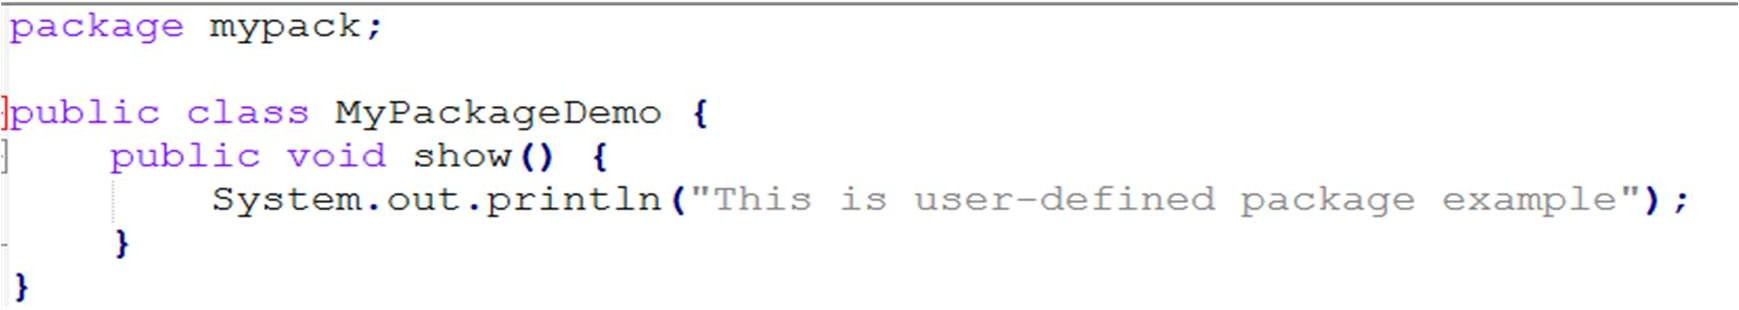 package mypack;
public class MyPackageDemo {
public void show() {
System.out.println("This is user-defined package example");
}
}